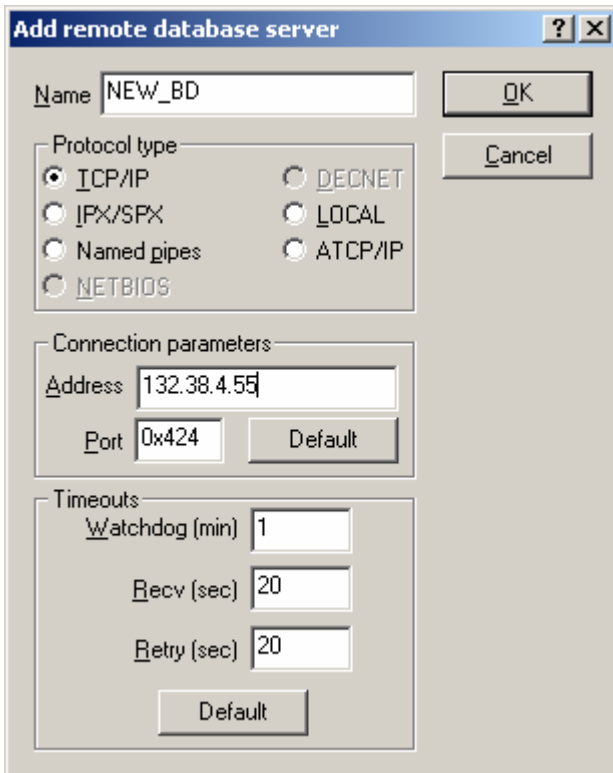 Add remote database server
Name NEW_BD
OK
Cancel
Protocol type
TCP/IP DECNET
IPX/SPX LOCAL
Named pipes ATCP/IP
NETBIOS
Connection parameters
Address 132.38.4.55
Port 0x424 Default
Timeouts
Watchdog (min) 1
Recv (sec) 20
Retry (sec) 20
Default